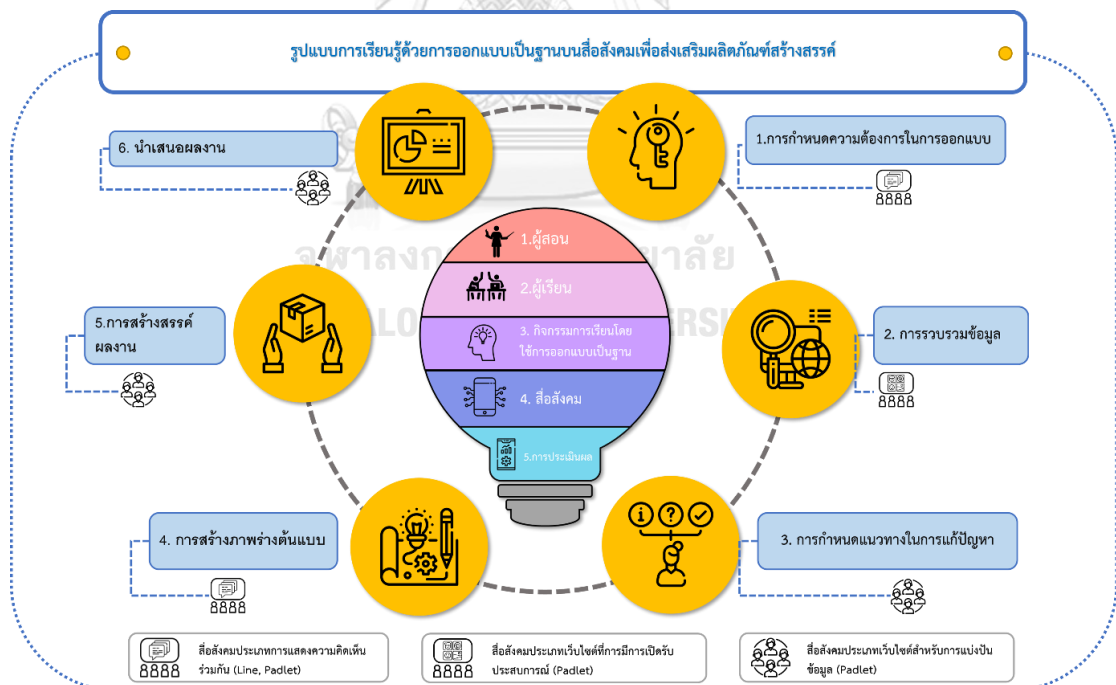 รูปแบบการเรียนรู้ด้วยการออกแบบเป็นฐานบนสื่อสังคมเพื่อส่งเสริมผลิตภัณฑ์สร้างสรรค์
1.การกำหนดความต้องการในการออกแบบ
2. การรวบรวมข้อมูล
3. การกำหนดแนวทางในการแก้ปัญหา
4. การสร้างภาพร่างต้นแบบ
5.การสร้างสรรค์
ผลงาน
6. นำเสนอผลงาน
1.ผู้สอน
2.ผู้เรียน
3. กิจกรรมการเรียนโดย
ใช้การออกแบบเป็นฐาน
4. สื่อสังคม
5.การประเมินผล
สื่อสังคมประเภทการแสดงความคิดเห็น
ร่วมกัน (Line, Padlet)
สื่อสังคมประเภทเว็บไซต์ที่การมีการเปิดรับ
ประสบการณ์ (Padlet)
สื่อสังคมประเภทเว็บไซต์สำหรับการแบ่งปัน
ข้อมูล (Padlet)